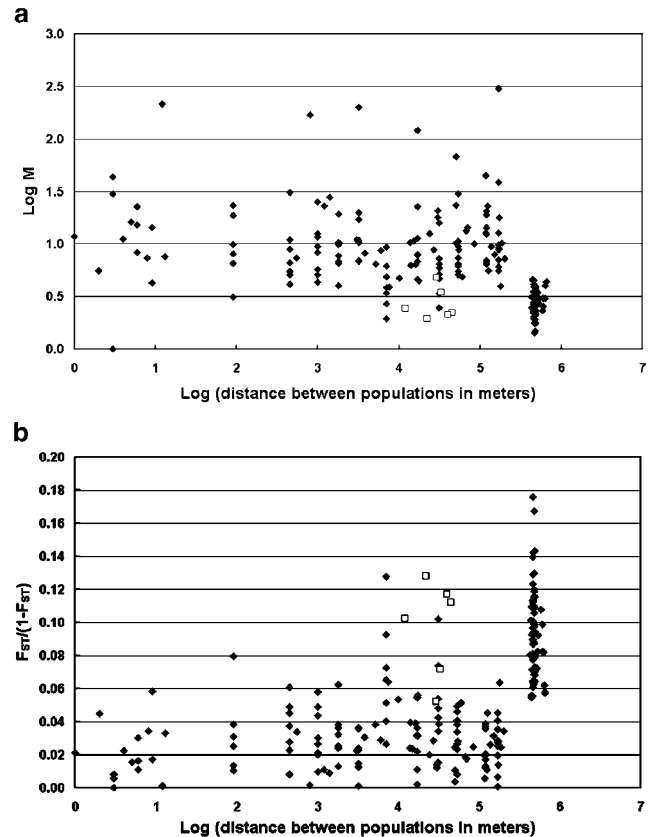 a
3.0
2.5
2.0
1.5
1.0
0.5
0.0
Log M
0 1 2 3 4 5 6 7
Log (distance between populations in meters)
b
0.20
0.18
0.16
0.14
0.12
0.10
0.08
0.06
0.04
0.02
0.00
FST/(1-FST)
0 1 2 3 4 5 6 7
Log (distance between populations in meters)